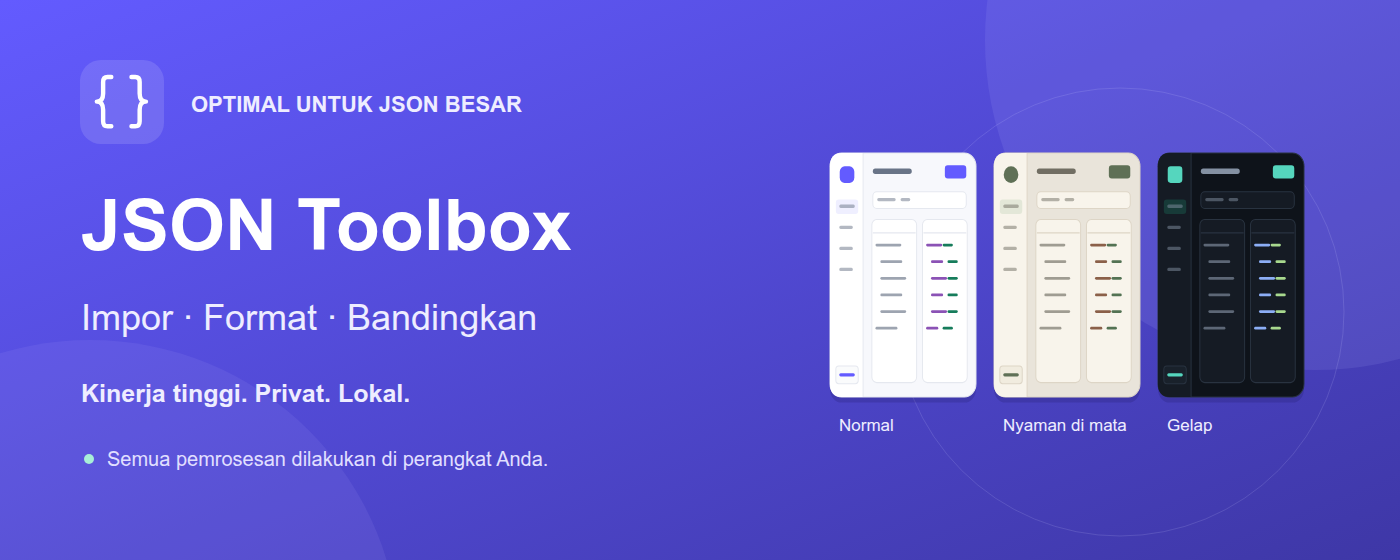 { }
OPTIMAL UNTUK JSON BESAR
JSON Toolbox
Impor · Format · Bandingkan
Kinerja tinggi. Privat. Lokal.
Semua pemrosesan dilakukan di perangkat Anda.
Normal
Nyaman di mata
Gelap